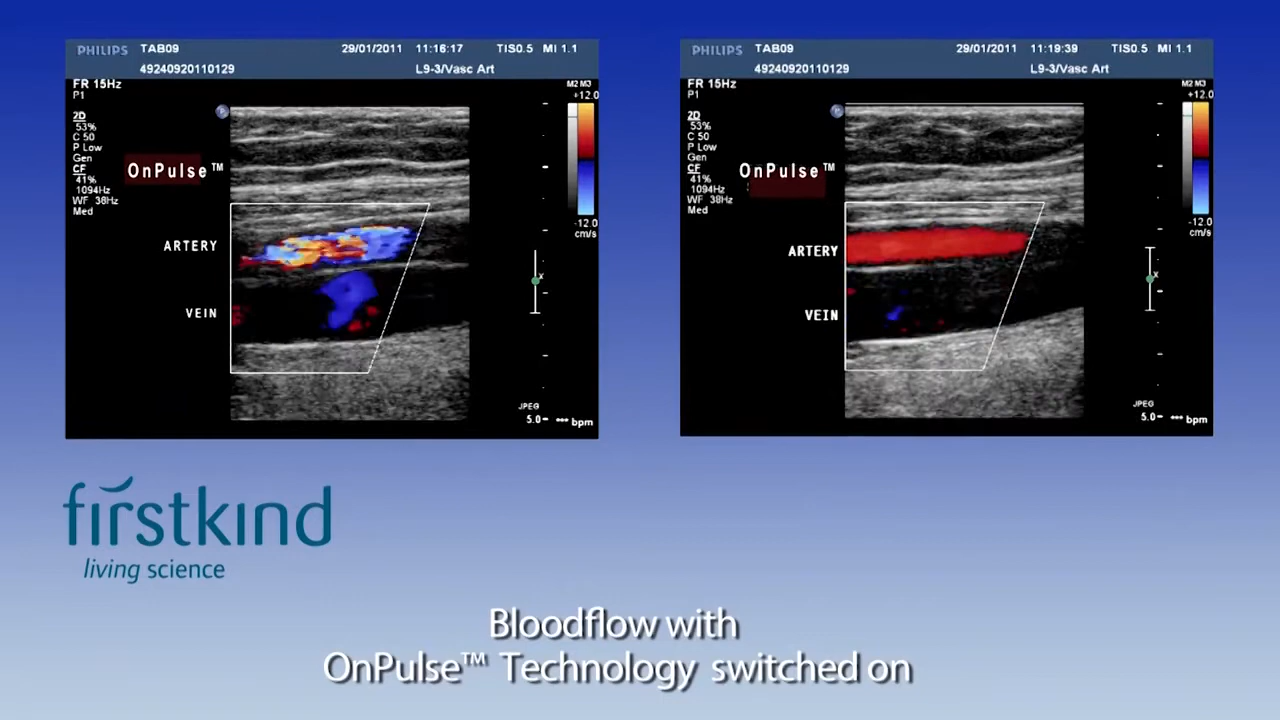 PHILIPS TAB09 29/01/2011 11:16:17 TIS0.5 MI 1.1
49240920110129 L9-3/Vasc Art
FR 15Hz
P1
M2 M3
+12.0
2D
53%
C 50
P Low
Gen
CF
41%
1094Hz
WF 38Hz
Med
OnPulse™
-12.0
cm/s
ARTERY
x
VEIN
JPEG
5.0 *** bpm
PHILIPS TAB09 29/01/2011 11:19:39 TIS0.5 MI 1.1
49240920110129 L9-3/Vasc Art
FR 15Hz
P1
M2 M3
+12.0
2D
53%
C 50
P Low
Gen
CF
41%
1094Hz
WF 38Hz
Med
OnPulse™
-12.0
cm/s
ARTERY
x
VEIN
JPEG
5.0 *** bpm
firstkind
living science
Bloodflow with
OnPulse™ Technology switched on